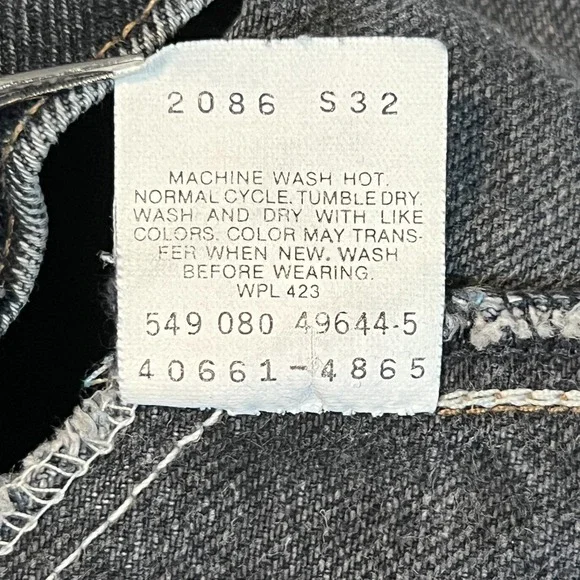 2086 S32
MACHINE WASH HOT.
NORMAL CYCLE. TUMBLE DRY.
WASH AND DRY WITH LIKE
COLORS. COLOR MAY TRANS-
FER WHEN NEW. WASH
BEFORE WEARING.
WPL 423
549 080 49644-5
40661-4865